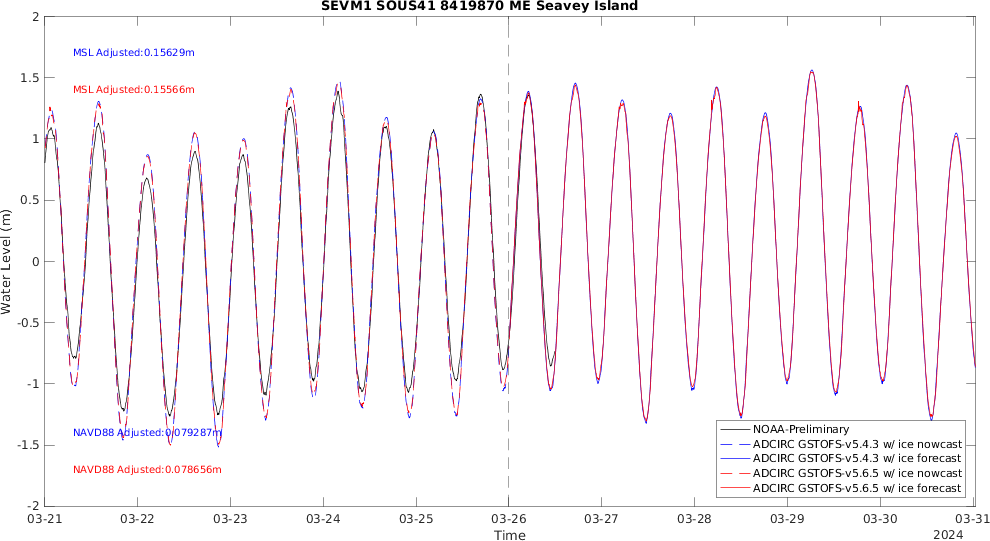 SEVM1 SOUS41 8419870 ME Seavey Island
2
1.5
1
0.5
0
-0.5
-1
-1.5
-2
Water Level (m)
MSL Adjusted:0.15629m
MSL Adjusted:0.15566m
NAVD88 Adjusted:0.079287m
NAVD88 Adjusted:0.078656m
NOAA-Preliminary
ADCIRC GSTOFS-v5.4.3 w/ ice nowcast
ADCIRC GSTOFS-v5.4.3 w/ ice forecast
ADCIRC GSTOFS-v5.6.5 w/ ice nowcast
ADCIRC GSTOFS-v5.6.5 w/ ice forecast
03-21 03-22 03-23 03-24 03-25 03-26 03-27 03-28 03-29 03-30 03-31
Time
2024